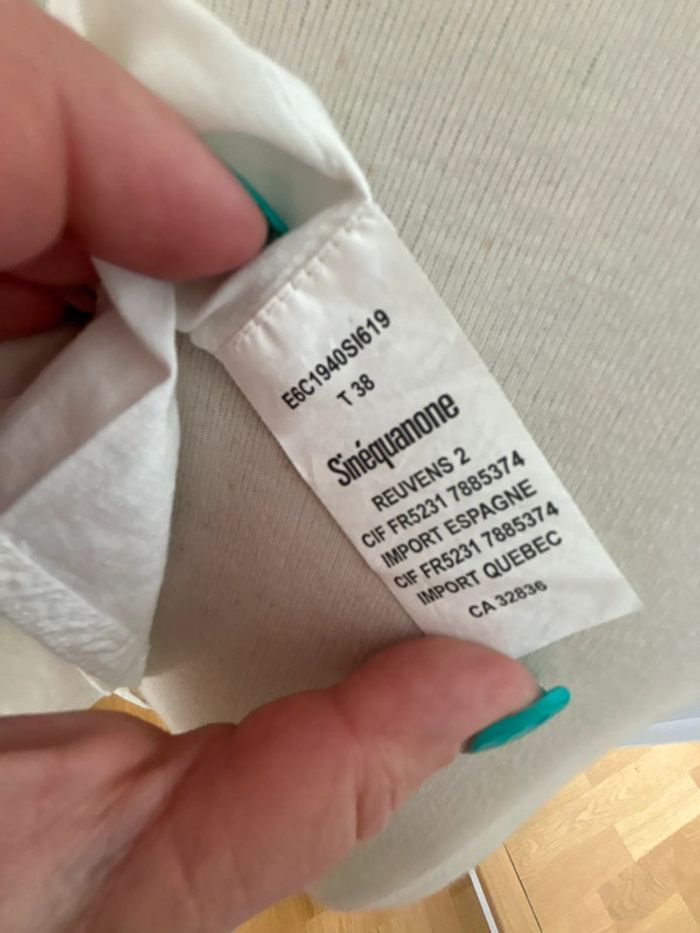 E6C1940SI619
T 38
Sinéquanone
REUVENS 2
CIF FR5231 7885374
IMPORT ESPAGNE
CIF FR5231 7885374
IMPORT QUEBEC
CA 32836